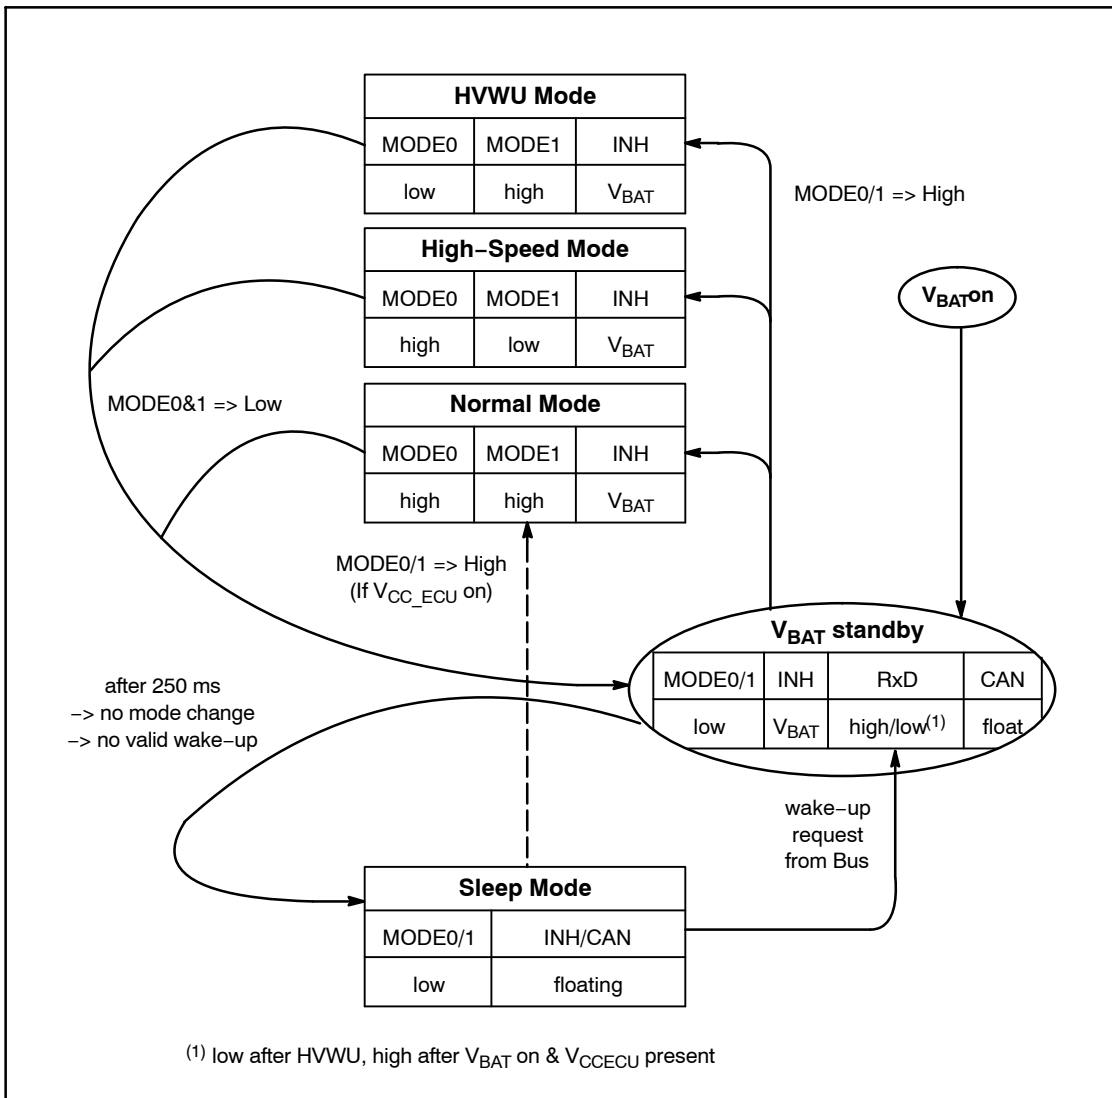 HVWU Mode
MODE0 MODE1 INH
low high VBAT
MODE0/1 => High
High−Speed Mode
MODE0 MODE1 INH
high low VBAT
VBATon
MODE0&1 => Low
Normal Mode
MODE0 MODE1 INH
high high VBAT
MODE0/1 => High
(If VCC_ECU on)
VBAT standby
MODE0/1 INH RxD CAN
low VBAT high/low(1) float
after 250 ms
−> no mode change
−> no valid wake−up
wake−up
request
from Bus
Sleep Mode
MODE0/1 INH/CAN
low floating
(1) low after HVWU, high after VBAT on & VCCECU present